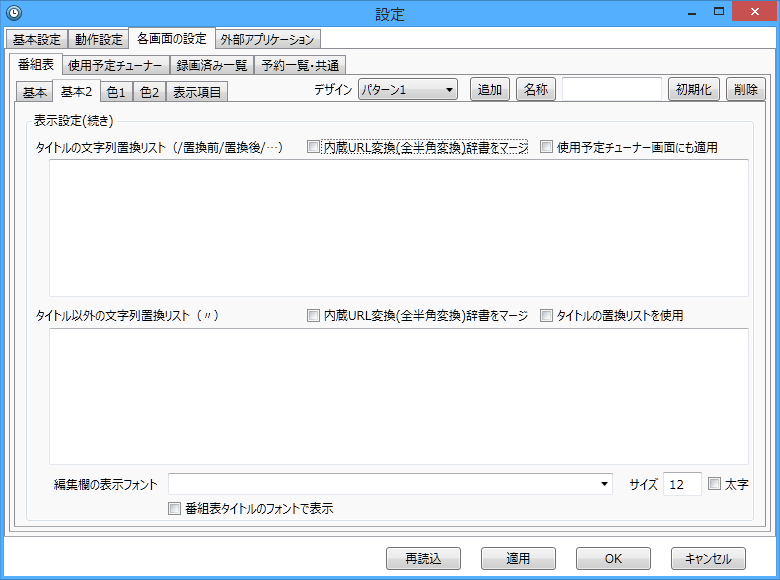 設定
基本設定 動作設定 各画面の設定 外部アプリケーション
番組表 使用予定チューナー 録画済み一覧 予約一覧・共通
基本 基本2 色1 色2 表示項目 デザイン パターン1 追加 名称 初期化 削除
表示設定(続き)
タイトルの文字列置換リスト（/置換前/置換後/…） 内蔵URL変換(全半角変換)辞書をマージ 使用予定チューナー画面にも適用
タイトル以外の文字列置換リスト（〃） 内蔵URL変換(全半角変換)辞書をマージ タイトルの置換リストを使用
編集欄の表示フォント サイズ 12 太字
番組表タイトルのフォントで表示
再読込 適用 OK キャンセル